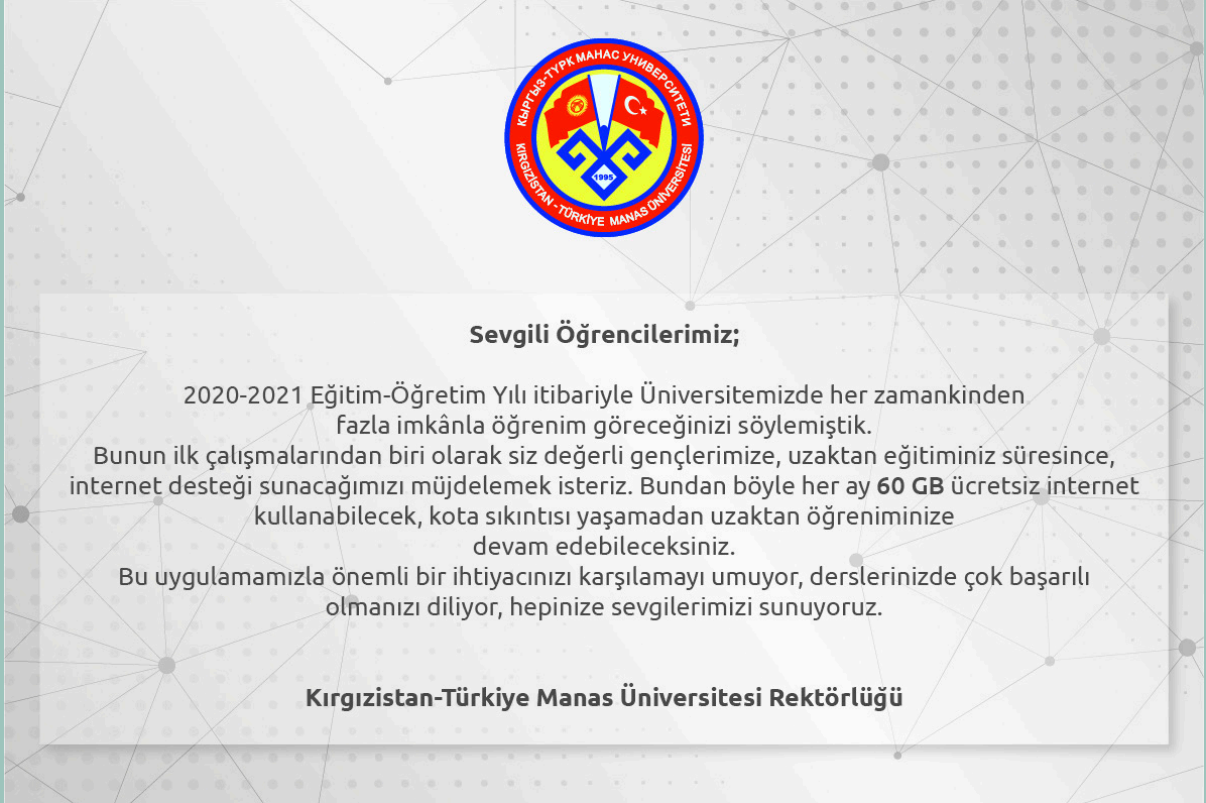 КЫРГЫЗ-ТҮРК МАНАС УНИВЕРСИТЕТИ
1995
KIRGIZİSTAN - TÜRKİYE MANAS ÜNİVERSİTESİ
Sevgili Öğrencilerimiz;
2020-2021 Eğitim-Öğretim Yılı itibariyle Üniversitemizde her zamankinden
fazla imkânla öğrenim göreceğinizi söylemiştik.
Bunun ilk çalışmalarından biri olarak siz değerli gençlerimize, uzaktan eğitiminiz süresince,
internet desteği sunacağımızı müjdelemek isteriz. Bundan böyle her ay 60 GB ücretsiz internet
kullanabilecek, kota sıkıntısı yaşamadan uzaktan öğreniminize
devam edebileceksiniz.
Bu uygulamamızla önemli bir ihtiyacınızı karşılamayı umuyor, derslerinizde çok başarılı
olmanızı diliyor, hepinize sevgilerimizi sunuyoruz.
Kırgızistan-Türkiye Manas Üniversitesi Rektörlüğü